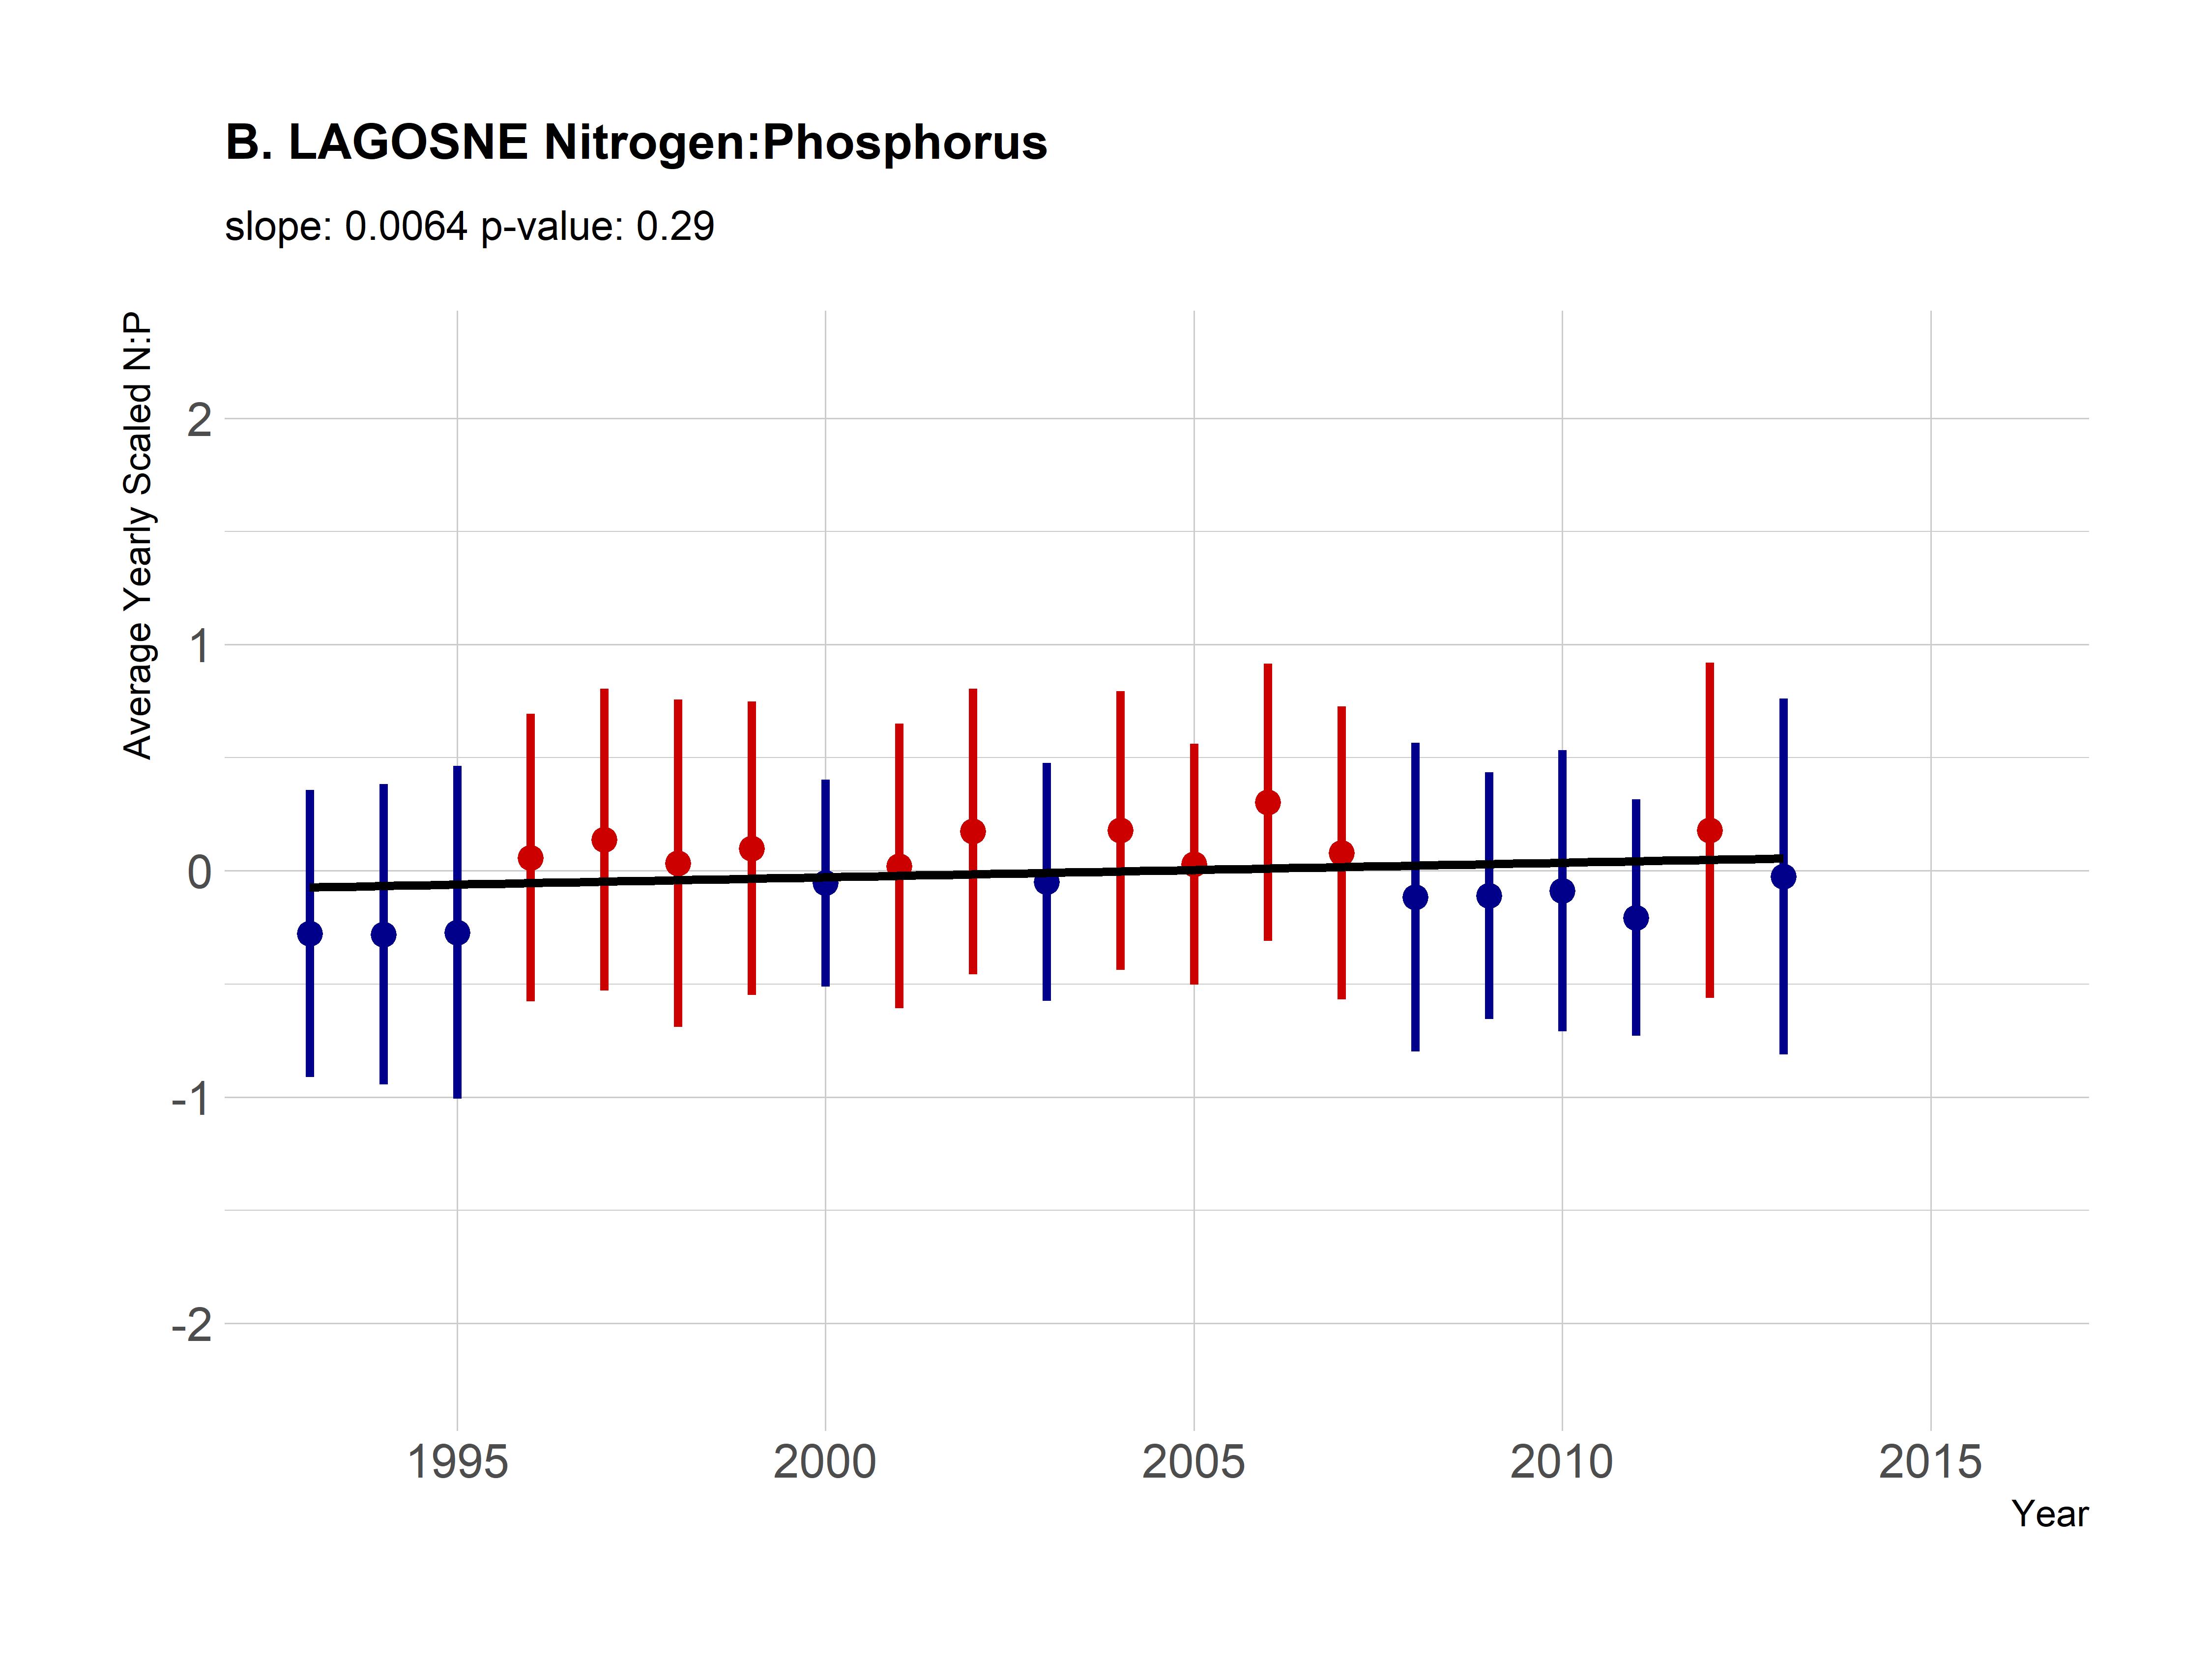 B. LAGOSNE Nitrogen:Phosphorus
slope: 0.0064 p-value: 0.29
Average Yearly Scaled N:P
2
1
0
-1
-2
1995
2000
2005
2010
2015
Year